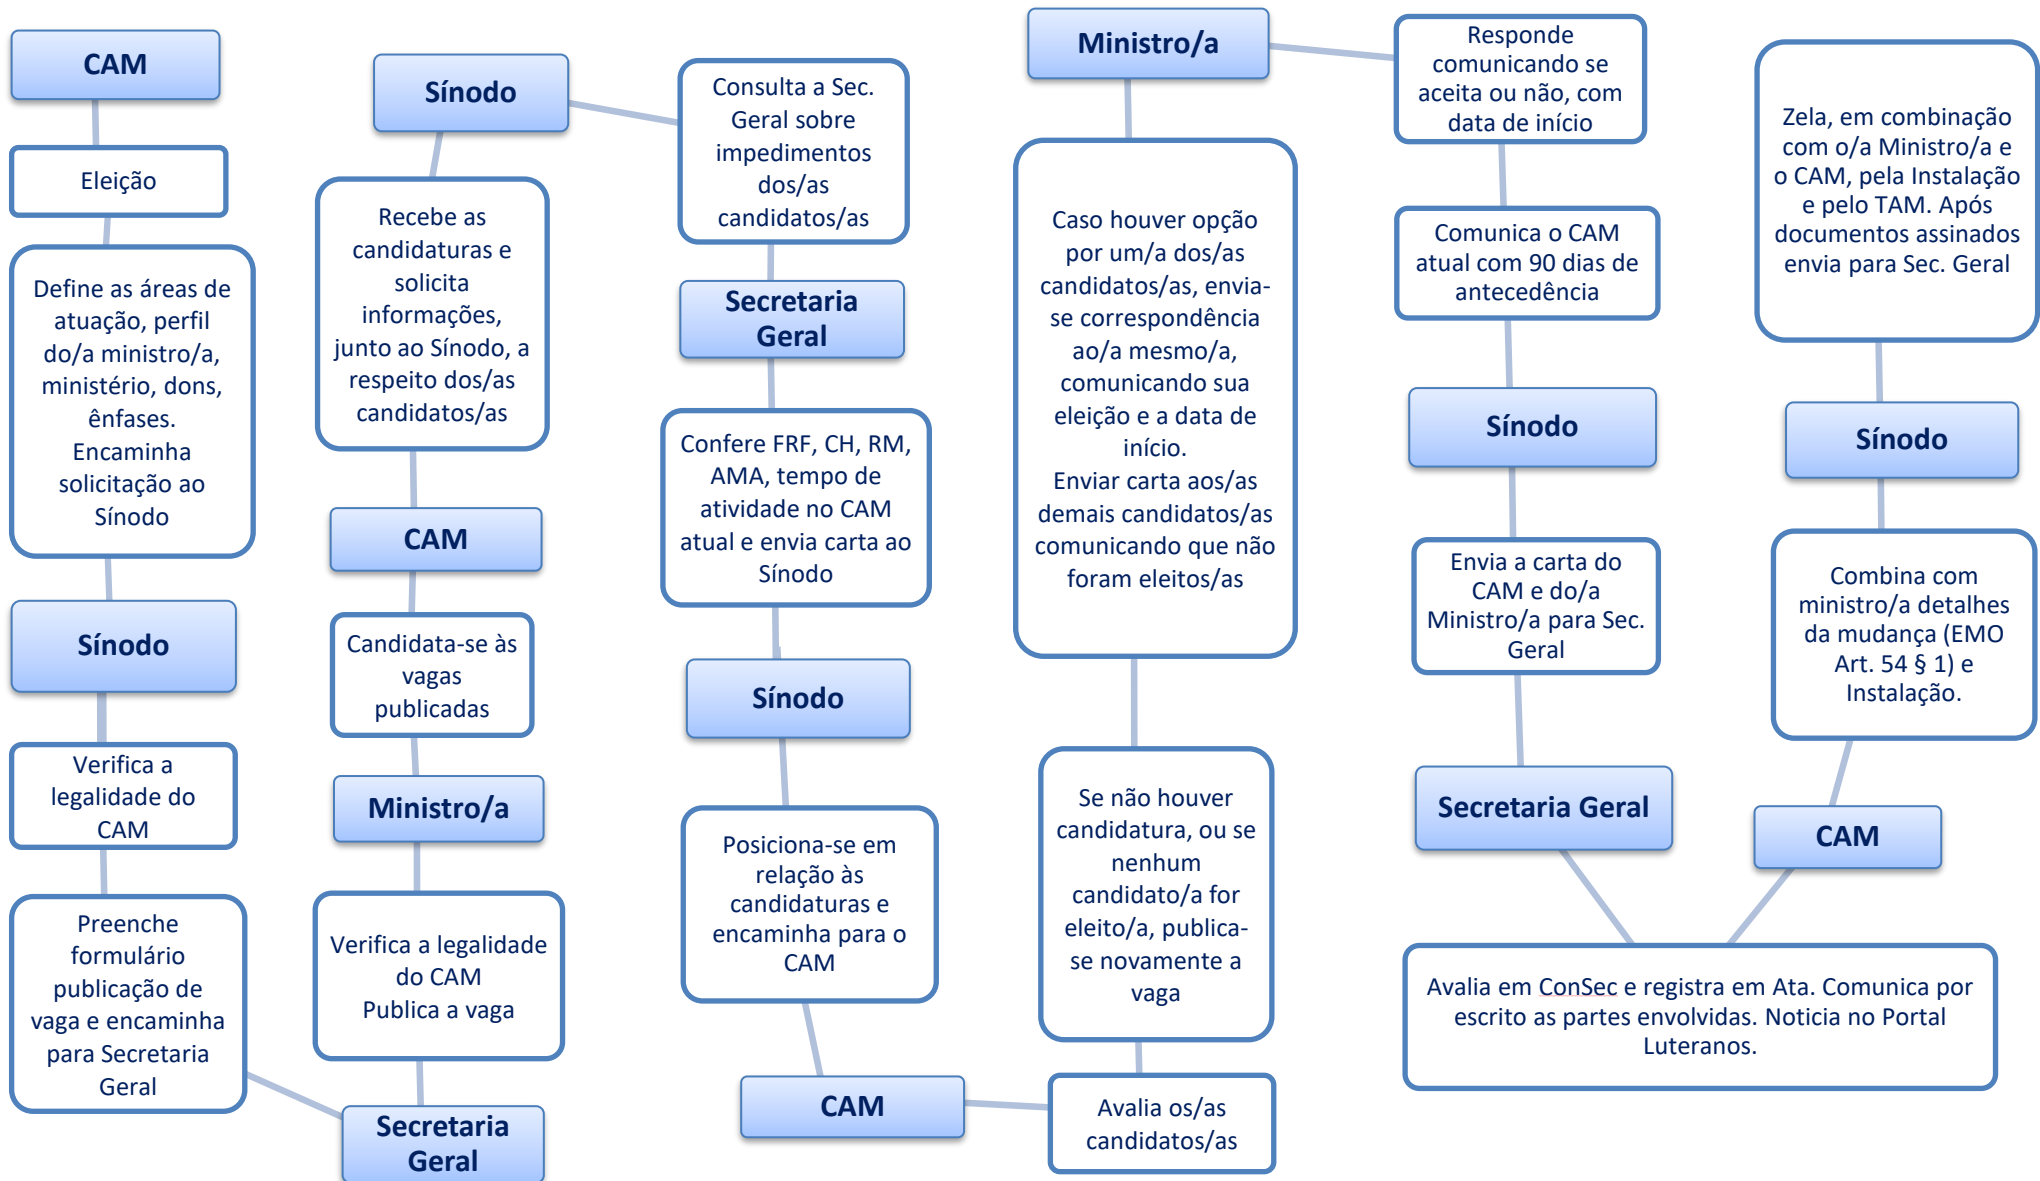 CAM
Eleição
Define as áreas de
atuação, perfil
do/a ministro/a,
ministério, dons,
ênfases.
Encaminha
solicitação ao
Sínodo
Sínodo
Verifica a
legalidade do
CAM
Preenche
formulário
publicação de
vaga e encaminha
para Secretaria
Geral
Secretaria
Geral
Verifica a legalidade
do CAM
Publica a vaga
Ministro/a
Candidata-se às
vagas
publicadas
CAM
Recebe as
candidaturas e
solicita
informações,
junto ao Sínodo, a
respeito dos/as
candidatos/as
Sínodo
Consulta a Sec.
Geral sobre
impedimentos
dos/as
candidatos/as
Secretaria
Geral
Confere FRF, CH, RM,
AMA, tempo de
atividade no CAM
atual e envia carta ao
Sínodo
Sínodo
Posiciona-se em
relação às
candidaturas e
encaminha para o
CAM
CAM
Avalia os/as
candidatos/as
Se não houver
candidatura, ou se
nenhum
candidato/a for
eleito/a, publica-
se novamente a
vaga
Caso houver opção
por um/a dos/as
candidatos/as, envia-
se correspondência
ao/a mesmo/a,
comunicando sua
eleição e a data de
início.
Enviar carta aos/as
demais candidatos/as
comunicando que não
foram eleitos/as
Ministro/a
Responde
comunicando se
aceita ou não, com
data de início
Comunica o CAM
atual com 90 dias de
antecedência
Sínodo
Envia a carta do
CAM e do/a
Ministro/a para Sec.
Geral
Secretaria Geral
Avalia em ConSec e registra em Ata. Comunica por
escrito as partes envolvidas. Noticia no Portal
Luteranos.
CAM
Combina com
ministro/a detalhes
da mudança (EMO
Art. 54 § 1) e
Instalação.
Sínodo
Zela, em combinação
com o/a Ministro/a e
o CAM, pela Instalação
e pelo TAM. Após
documentos assinados
envia para Sec. Geral